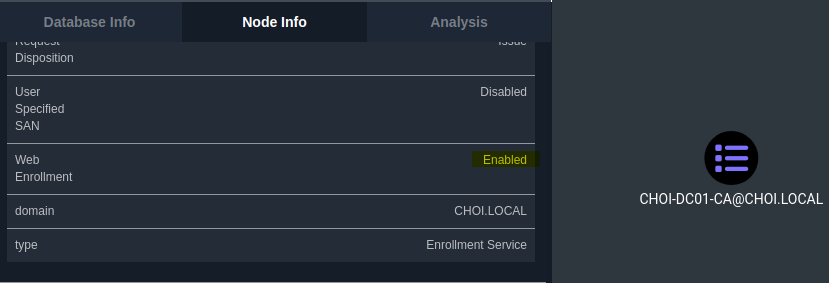 Database Info
Node Info
Analysis
Request
Issue
Disposition
User
Disabled
Specified
SAN
Web
Enabled
Enrollment
domain
CHOI.LOCAL
type
Enrollment Service
CHOI-DC01-CA@CHOI.LOCAL